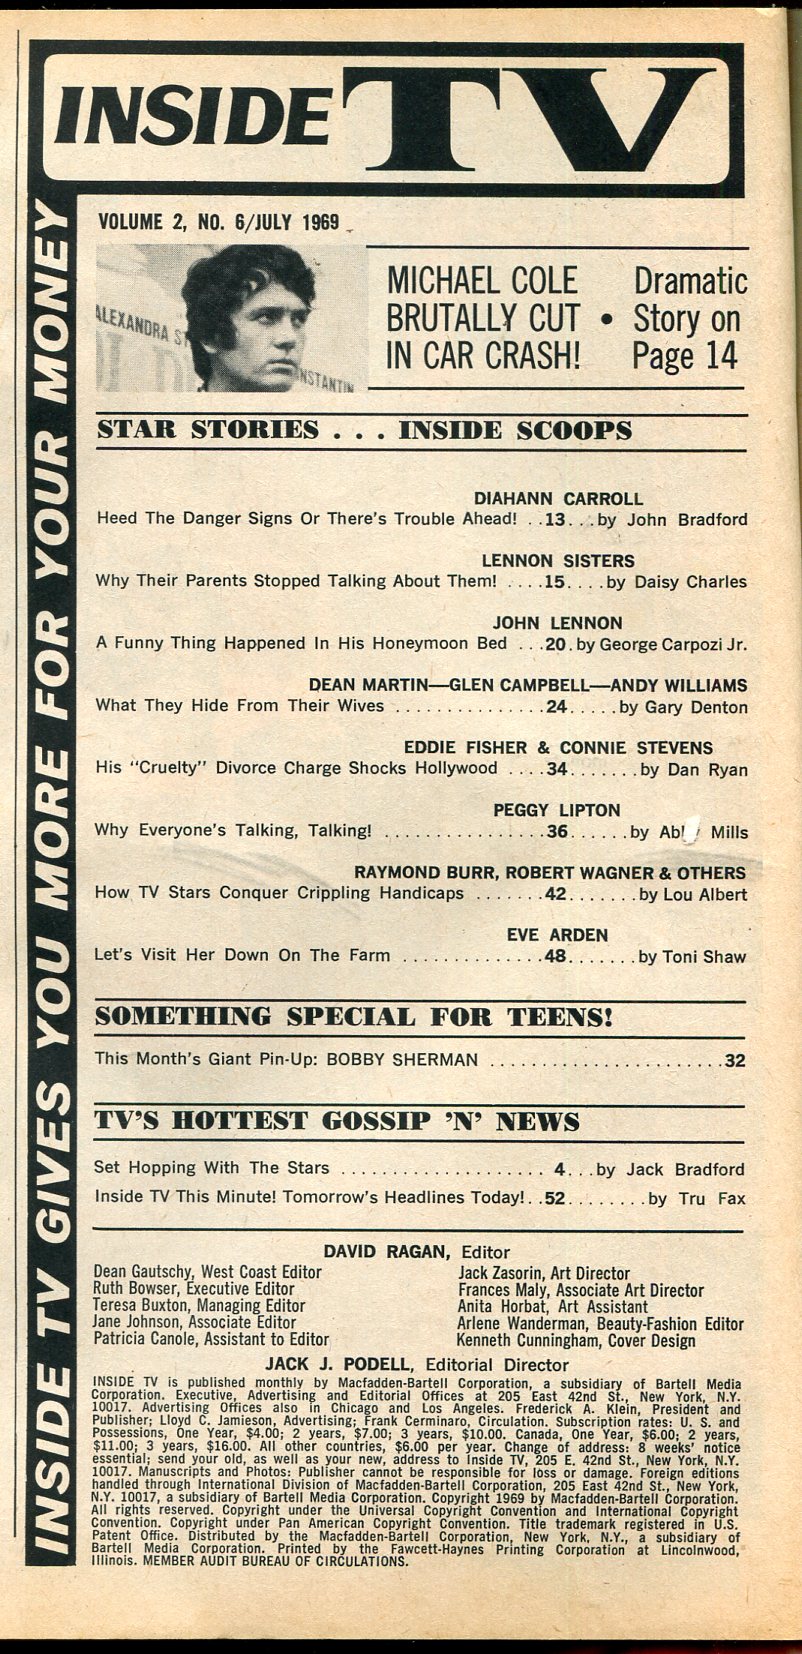 INSIDE TV
INSIDE TV GIVES YOU MORE FOR YOUR MONEY
VOLUME 2, NO. 6/JULY 1969
ALEXANDRA
NSTANTIN
MICHAEL COLE
BRUTALLY CUT
IN CAR CRASH!
•
Dramatic
Story on
Page 14
STAR STORIES . . . INSIDE SCOOPS
DIAHANN CARROLL
Heed The Danger Signs Or There's Trouble Ahead! ..13...by John Bradford
LENNON SISTERS
Why Their Parents Stopped Talking About Them! ....15....by Daisy Charles
JOHN LENNON
A Funny Thing Happened In His Honeymoon Bed ...20.by George Carpozi Jr.
DEAN MARTIN—GLEN CAMPBELL—ANDY WILLIAMS
What They Hide From Their Wives ...............24.....by Gary Denton
EDDIE FISHER & CONNIE STEVENS
His "Cruelty" Divorce Charge Shocks Hollywood ....34.......by Dan Ryan
PEGGY LIPTON
Why Everyone's Talking, Talking! ................36......by Mills
RAYMOND BURR, ROBERT WAGNER & OTHERS
How TV Stars Conquer Crippling Handicaps .......42.......by Lou Albert
EVE ARDEN
Let's Visit Her Down On The Farm ..............48.......by Toni Shaw
SOMETHING SPECIAL FOR TEENS!
This Month's Giant Pin-Up: BOBBY SHERMAN .......................32
TV'S HOTTEST GOSSIP 'N' NEWS
Set Hopping With The Stars .................... 4...by Jack Bradford
Inside TV This Minute! Tomorrow's Headlines Today!..52........by Tru Fax
DAVID RAGAN, Editor
Dean Gautschy, West Coast Editor
Ruth Bowser, Executive Editor
Teresa Buxton, Managing Editor
Jane Johnson, Associate Editor
Patricia Canole, Assistant to Editor
Jack Zasorin, Art Director
Frances Maly, Associate Art Director
Anita Horbat, Art Assistant
Arlene Wanderman, Beauty-Fashion Editor
Kenneth Cunningham, Cover Design
JACK J. PODELL, Editorial Director
INSIDE TV is published monthly by Macfadden-Bartell Corporation, a subsidiary of Bartell Media
Corporation. Executive, Advertising and Editorial Offices at 205 East 42nd St., New York, N.Y.
10017. Advertising Offices also in Chicago and Los Angeles. Frederick A. Klein, President and
Publisher; Lloyd C. Jamieson, Advertising; Frank Cerminaro, Circulation. Subscription rates: U. S. and
Possessions, One Year, $4.00; 2 years, $7.00; 3 years, $10.00. Canada, One Year, $6.00; 2 years,
$11.00; 3 years, $16.00. All other countries, $6.00 per year. Change of address: 8 weeks' notice
essential; send your old, as well as your new, address to Inside TV, 205 E. 42nd St., New York, N.Y.
10017. Manuscripts and Photos: Publisher cannot be responsible for loss or damage. Foreign editions
handled through International Division of Macfadden-Bartell Corporation, 205 East 42nd St., New York,
N.Y. 10017, a subsidiary of Bartell Media Corporation. Copyright 1969 by Macfadden-Bartell Corporation.
All rights reserved. Copyright under the Universal Copyright Convention and International Copyright
Convention. Copyright under Pan American Copyright Convention. Title trademark registered in U.S.
Patent Office. Distributed by the Macfadden-Bartell Corporation, New York, N.Y., a subsidiary of
Bartell Media Corporation. Printed by the Fawcett-Haynes Printing Corporation at Lincolnwood,
Illinois. MEMBER AUDIT BUREAU OF CIRCULATIONS.